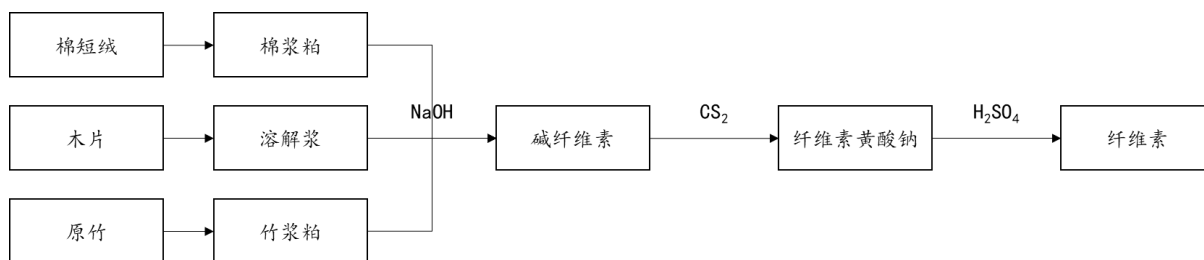 棉短绒
棉浆粕
木片
溶解浆
NaOH
碱纤维素
CS₂
纤维素黄酸钠
H₂SO₄
纤维素
原竹
竹浆粕